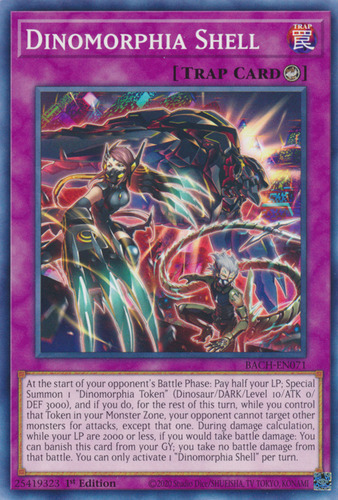 DINOMORPHIA SHELL
TRAP
罠
[TRAP CARD]
BACH-EN071
At the start of your opponent's Battle Phase: Pay half your LP; Special
Summon 1 "Dinomorphia Token" (Dinosaur/DARK/Level 10/ATK 0/
DEF 3000), and if you do, for the rest of this turn, while you control
that Token in your Monster Zone, your opponent cannot target other
monsters for attacks, except that one. During damage calculation,
while your LP are 2000 or less, if you would take battle damage: You
can banish this card from your GY; you take no damage from
that battle. You can only activate 1 "Dinomorphia Shell" per turn.
25419323
1ST Edition
©2020 Studio Dice/SHUEISHA, TV TOKYO, KONAMI